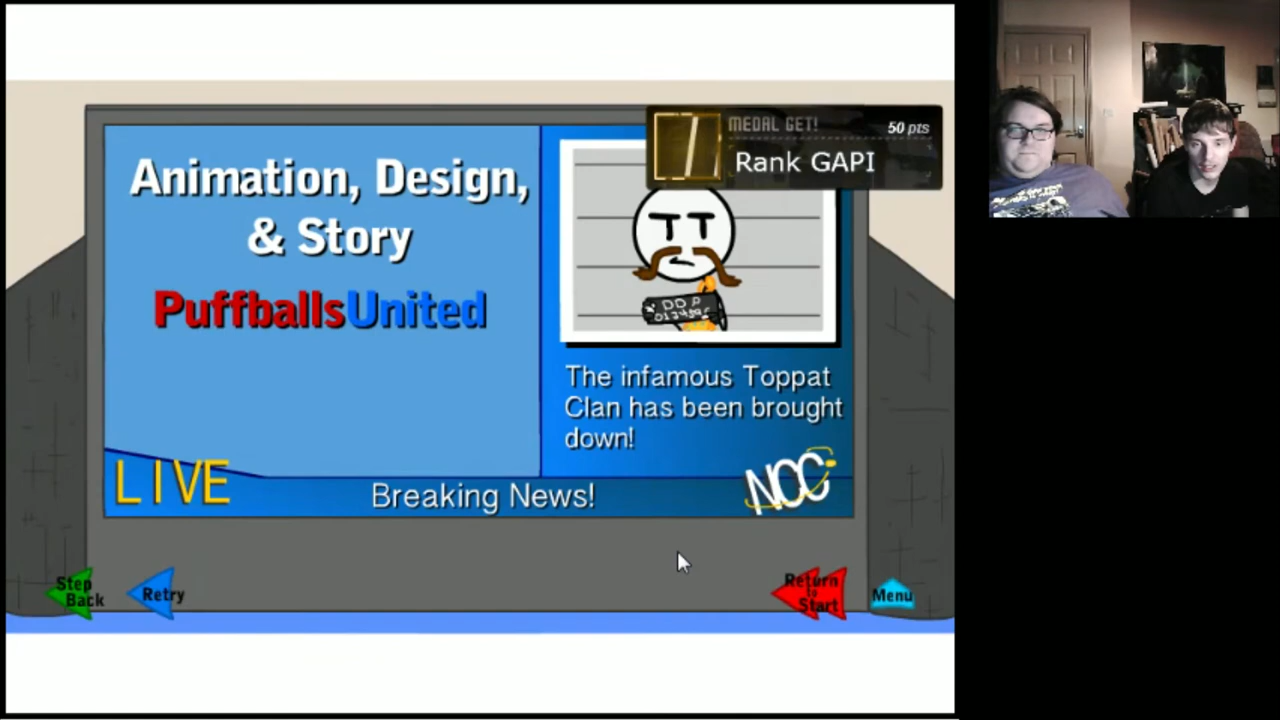 Animation, Design,
& Story
PuffballsUnited
MEDAL GET!
50 pts
Rank GAPI
The infamous Toppat
Clan has been brought
down!
LIVE
Breaking News!
NCC
Step
Back
Retry
Return
to
Start
Menu